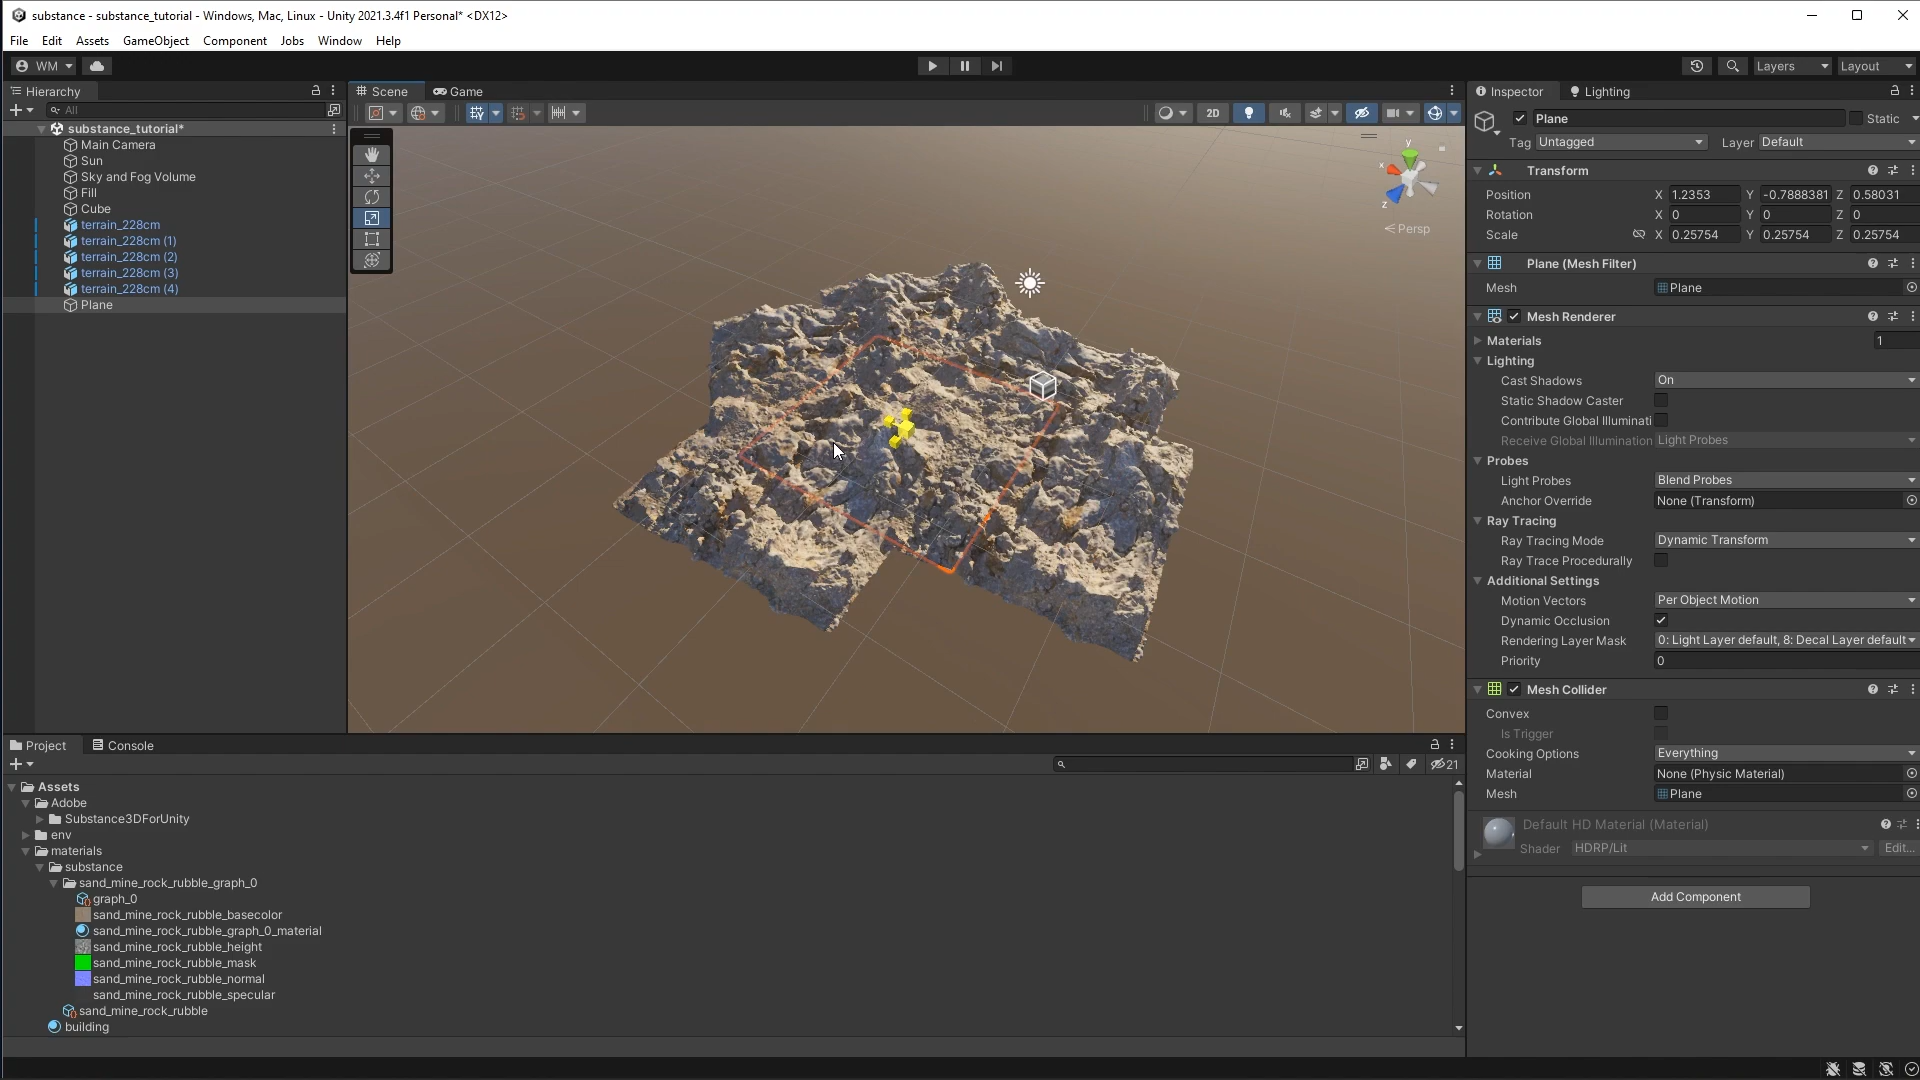 substance - substance_tutorial - Windows, Mac, Linux - Unity 2021.3.4f1 Personal* <DX12>
File Edit Assets GameObject Component Jobs Window Help
WM Layers Layout
Hierarchy
All
substance_tutorial*
Main Camera
Sun
Sky and Fog Volume
Fill
Cube
terrain_228cm
terrain_228cm (1)
terrain_228cm (2)
terrain_228cm (3)
terrain_228cm (4)
Plane
Scene Game
2D
y
x
z
Persp
Inspector Lighting
Plane Static
Tag Untagged Layer Default
Transform
Position X 1.2353 Y -0.7888381 Z 0.58031
Rotation X 0 Y 0 Z 0
Scale X 0.25754 Y 0.25754 Z 0.25754
Plane (Mesh Filter)
Mesh Plane
Mesh Renderer
Materials 1
Lighting
Cast Shadows On
Static Shadow Caster
Contribute Global Illuminati
Receive Global Illumination Light Probes
Probes
Light Probes Blend Probes
Anchor Override None (Transform)
Ray Tracing
Ray Tracing Mode Dynamic Transform
Ray Trace Procedurally
Additional Settings
Motion Vectors Per Object Motion
Dynamic Occlusion
Rendering Layer Mask 0: Light Layer default, 8: Decal Layer default
Priority 0
Mesh Collider
Convex
Is Trigger
Cooking Options Everything
Material None (Physic Material)
Mesh Plane
Default HD Material (Material)
Shader HDRP/Lit Edit...
Add Component
Project Console
21
Assets
Adobe
Substance3DForUnity
env
materials
substance
sand_mine_rock_rubble_graph_0
graph_0
sand_mine_rock_rubble_basecolor
sand_mine_rock_rubble_graph_0_material
sand_mine_rock_rubble_height
sand_mine_rock_rubble_mask
sand_mine_rock_rubble_normal
sand_mine_rock_rubble_specular
sand_mine_rock_rubble
building